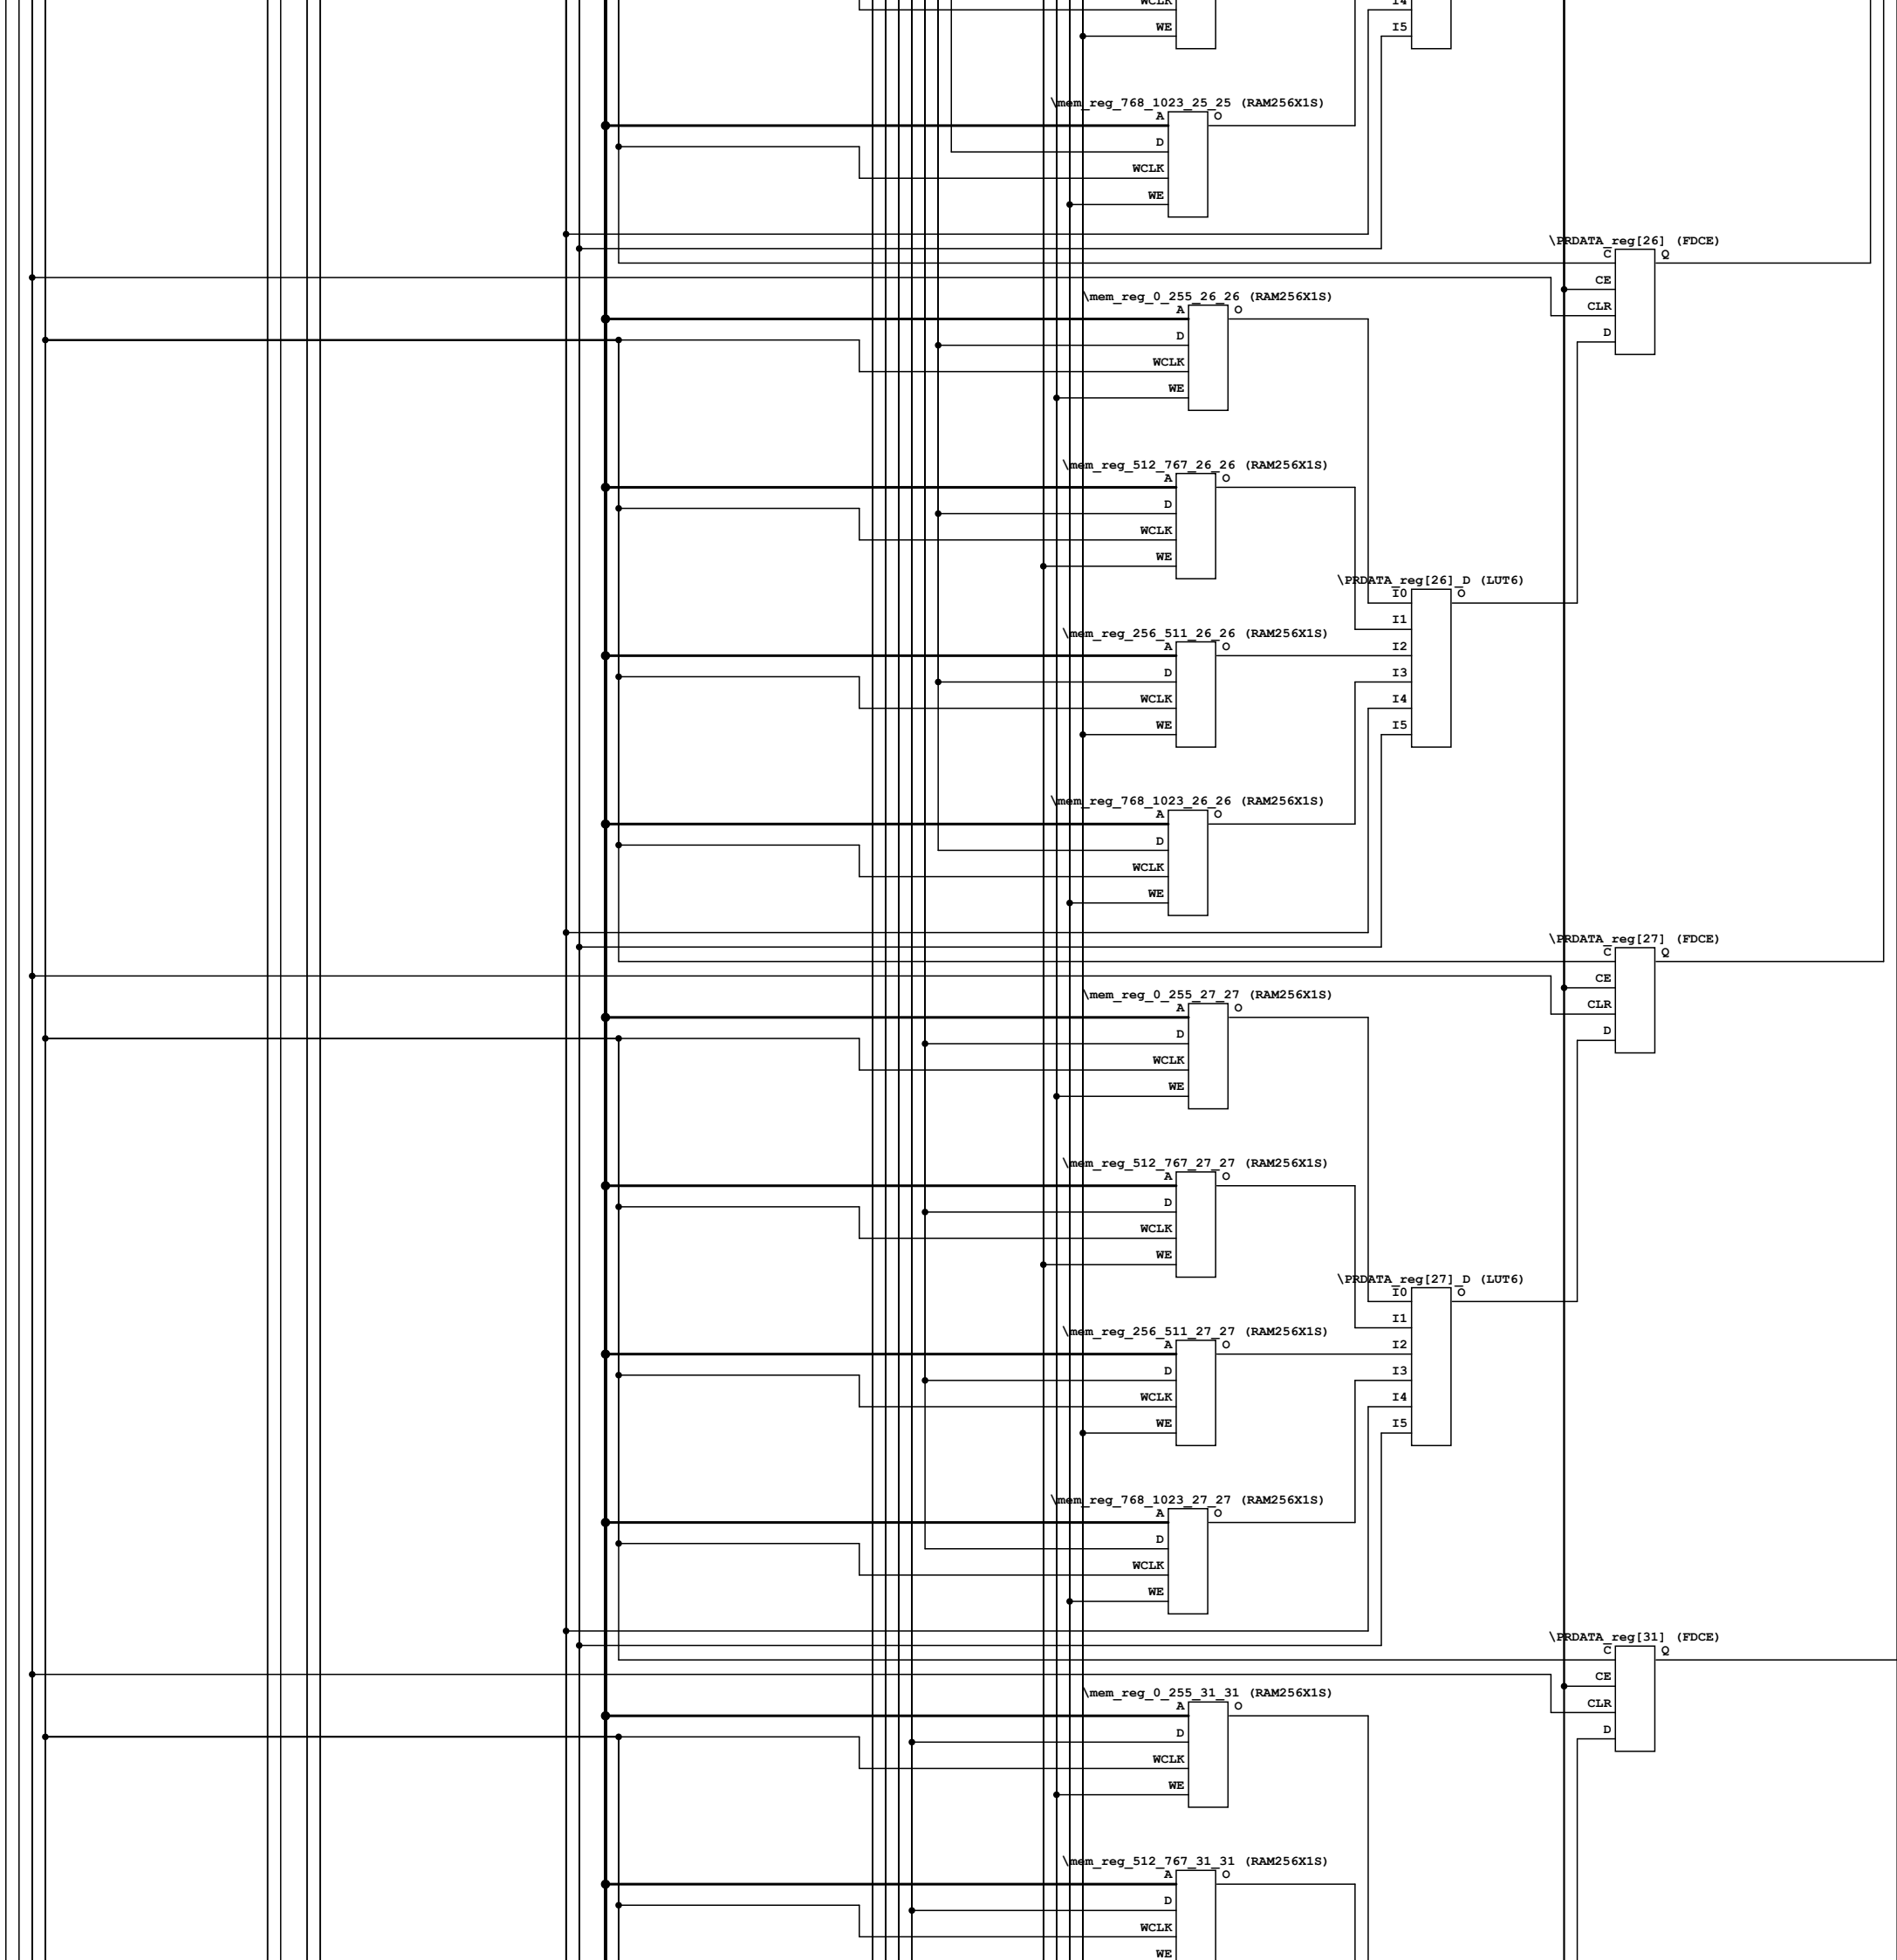 WCLK
WE
I4
I5
\mem_reg_768_1023_25_25 (RAM256X1S)
A
O
D
WCLK
WE
\PRDATA_reg[26] (FDCE)
C
Q
CE
CLR
D
\mem_reg_0_255_26_26 (RAM256X1S)
A
O
D
WCLK
WE
\mem_reg_512_767_26_26 (RAM256X1S)
A
O
D
WCLK
WE
\PRDATA_reg[26]_D (LUT6)
I0
O
I1
I2
I3
I4
I5
\mem_reg_256_511_26_26 (RAM256X1S)
A
O
D
WCLK
WE
\mem_reg_768_1023_26_26 (RAM256X1S)
A
O
D
WCLK
WE
\PRDATA_reg[27] (FDCE)
C
Q
CE
CLR
D
\mem_reg_0_255_27_27 (RAM256X1S)
A
O
D
WCLK
WE
\mem_reg_512_767_27_27 (RAM256X1S)
A
O
D
WCLK
WE
\PRDATA_reg[27]_D (LUT6)
I0
O
I1
I2
I3
I4
I5
\mem_reg_256_511_27_27 (RAM256X1S)
A
O
D
WCLK
WE
\mem_reg_768_1023_27_27 (RAM256X1S)
A
O
D
WCLK
WE
\PRDATA_reg[31] (FDCE)
C
Q
CE
CLR
D
\mem_reg_0_255_31_31 (RAM256X1S)
A
O
D
WCLK
WE
\mem_reg_512_767_31_31 (RAM256X1S)
A
O
D
WCLK
WE